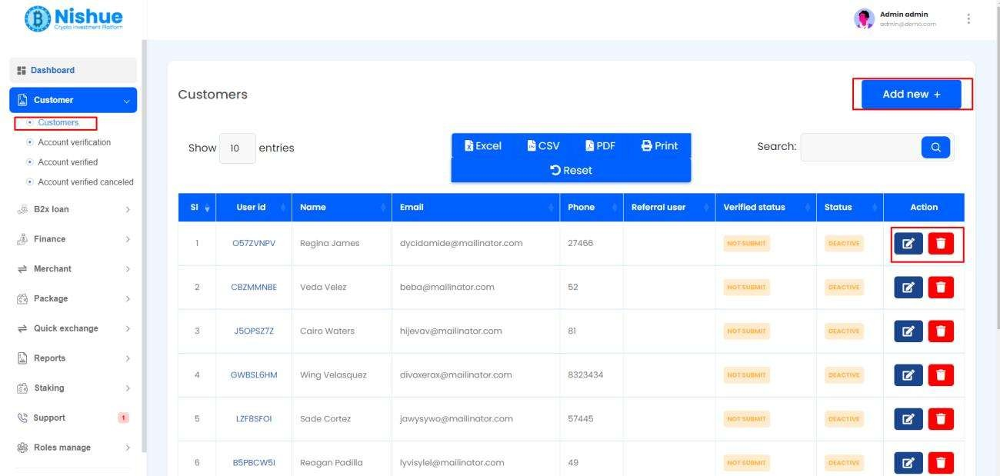 Nishue
Crypto Investment Platform
Admin admin
admin@demo.com
Dashboard
Customer
Customers
Account verification
Account verified
Account verified canceled
B2x loan
Finance
Merchant
Package
Quick exchange
Reports
Staking
Support 1
Roles manage
Customers
Add new +
Show 10 entries
Excel CSV PDF Print
Reset
Search:
Sl User id Name Email Phone Referral user Verified status Status Action
1 O57ZVNPV Regina James dycidamide@mailinator.com 27466 NOT SUBMIT DEACTIVE
2 CBZMMNBE Veda Velez beba@mailinator.com 52 NOT SUBMIT DEACTIVE
3 J5OPSZ7Z Cairo Waters hijevav@mailinator.com 81 NOT SUBMIT DEACTIVE
4 GWBSL6HM Wing Velasquez divoxerax@mailinator.com 8323434 NOT SUBMIT DEACTIVE
5 LZFBSFOI Sade Cortez jawysywo@mailinator.com 57445 NOT SUBMIT DEACTIVE
6 B5PBCW5I Reagan Padilla lyvisylel@mailinator.com 49 NOT SUBMIT DEACTIVE